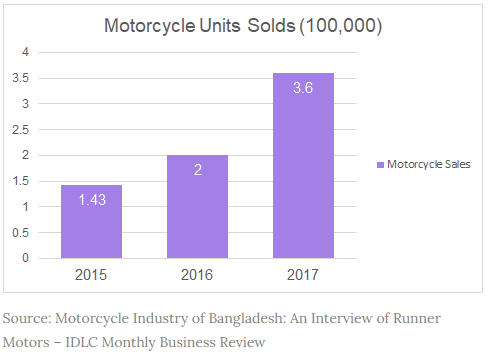 Motorcycle Units Solds (100,000)
4
3.5
3
2.5
2
1.5
1
0.5
0
1.43
2
3.6
2015 2016 2017
Motorcycle Sales
Source: Motorcycle Industry of Bangladesh: An Interview of Runner
Motors – IDLC Monthly Business Review